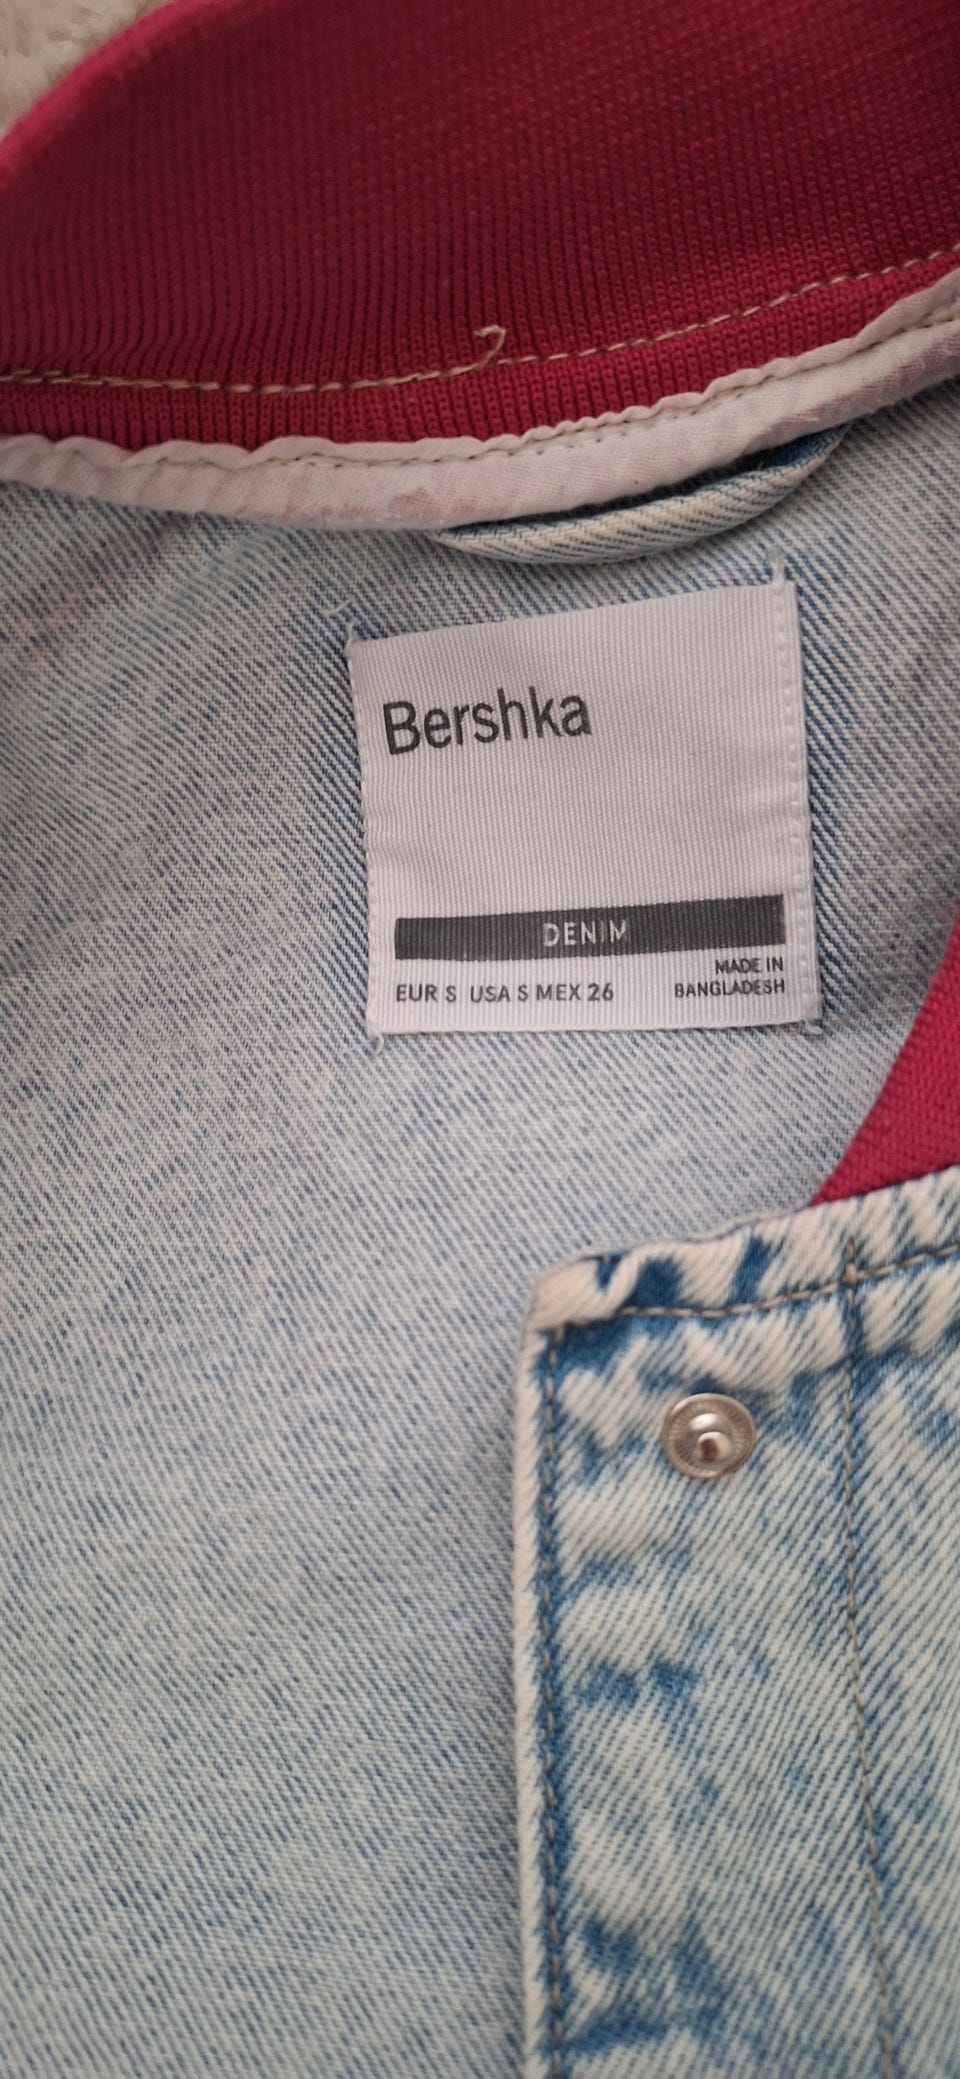 Bershka
DENIM
MADE IN
EUR S USA S MEX 26 BANGLADESH